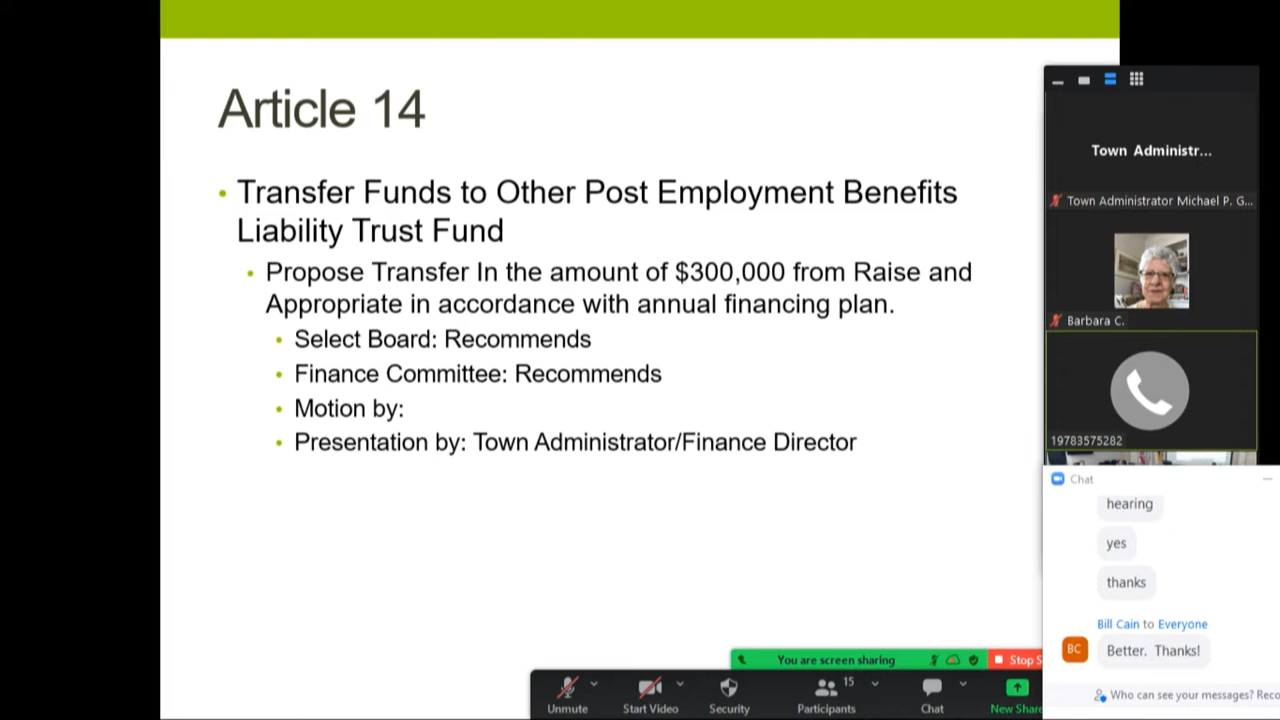 Article 14
• Transfer Funds to Other Post Employment Benefits
Liability Trust Fund
• Propose Transfer In the amount of $300,000 from Raise and
Appropriate in accordance with annual financing plan.
• Select Board: Recommends
• Finance Committee: Recommends
• Motion by:
• Presentation by: Town Administrator/Finance Director
Town Administr...
Town Administrator Michael P. G...
Barbara C.
19783575282
Chat
hearing
yes
thanks
Bill Cain to Everyone
BC
Better. Thanks!
Who can see your messages? Reco
You are screen sharing
Stop S
Unmute
Start Video
Security
15
Participants
Chat
New Share